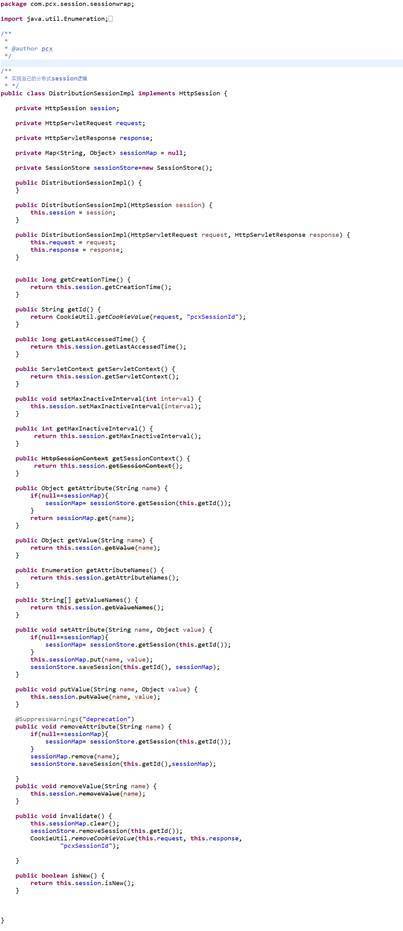 package com.pcx.session.sessionwrap;
import java.util.Enumeration;
/**
 *
 * @author pcx
 */
/**
 * 实现自己的分布式session逻辑
 * */
public class DistributionSessionImpl implements HttpSession {
private HttpSession session;
private HttpServletRequest request;
private HttpServletResponse response;
private Map<String, Object> sessionMap = null;
private SessionStore sessionStore=new SessionStore();
public DistributionSessionImpl() {
}
public DistributionSessionImpl(HttpSession session) {
this.session = session;
}
public DistributionSessionImpl(HttpServletRequest request, HttpServletResponse response) {
this.request = request;
this.response = response;
}
public long getCreationTime() {
return this.session.getCreationTime();
}
public String getId() {
return CookieUtil.getCookieValue(request, "pcxSessionId");
}
public long getLastAccessedTime() {
return this.session.getLastAccessedTime();
}
public ServletContext getServletContext() {
return this.session.getServletContext();
}
public void setMaxInactiveInterval(int interval) {
this.session.setMaxInactiveInterval(interval);
}
public int getMaxInactiveInterval() {
return this.session.getMaxInactiveInterval();
}
public HttpSessionContext getSessionContext() {
return this.session.getSessionContext();
}
public Object getAttribute(String name) {
if(null==sessionMap){
sessionMap= sessionStore.getSession(this.getId());
}
return sessionMap.get(name);
}
public Object getValue(String name) {
return this.session.getValue(name);
}
public Enumeration getAttributeNames() {
return this.session.getAttributeNames();
}
public String[] getValueNames() {
return this.session.getValueNames();
}
public void setAttribute(String name, Object value) {
if(null==sessionMap){
sessionMap= sessionStore.getSession(this.getId());
}
this.sessionMap.put(name, value);
sessionStore.saveSession(this.getId(), sessionMap);
}
public void putValue(String name, Object value) {
this.session.putValue(name, value);
}
@SuppressWarnings("deprecation")
public void removeAttribute(String name) {
if(null==sessionMap){
sessionMap= sessionStore.getSession(this.getId());
}
sessionMap.remove(name);
sessionStore.saveSession(this.getId(),sessionMap);
}
public void removeValue(String name) {
this.session.removeValue(name);
}
public void invalidate() {
this.sessionMap.clear();
sessionStore.removeSession(this.getId());
CookieUtil.removeCookieValue(this.request, this.response,
"pcxSessionId");
}
public boolean isNew() {
return this.session.isNew();
}
}